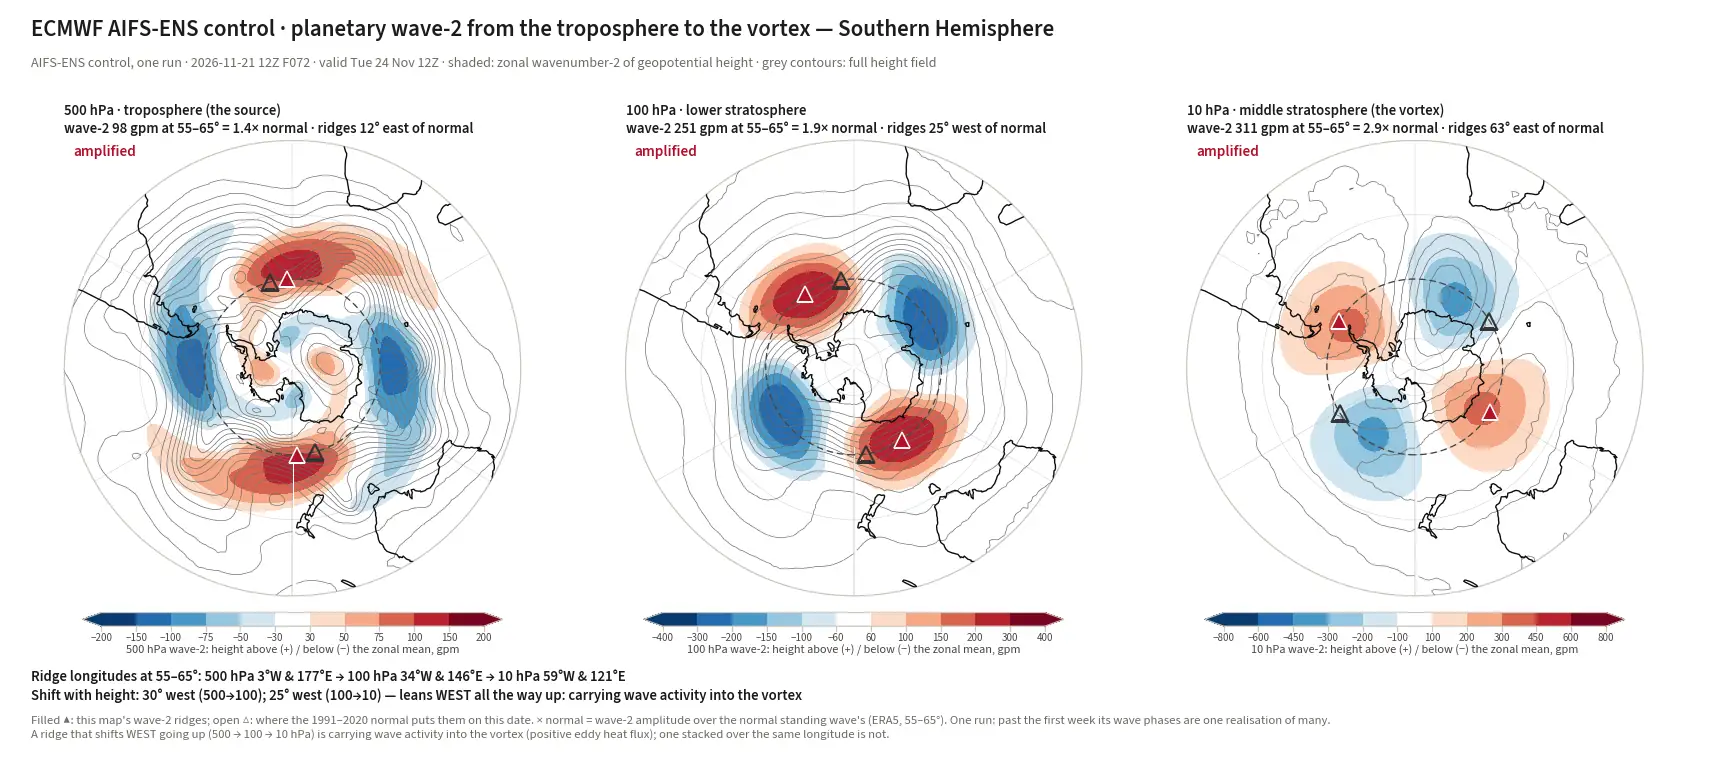 ECMWF AIFS-ENS control · planetary wave-2 from the troposphere to the vortex — Southern Hemisphere
AIFS-ENS control, one run · 2026-11-21 12Z F072 · valid Tue 24 Nov 12Z · shaded: zonal wavenumber-2 of geopotential height · grey contours: full height field
500 hPa · troposphere (the source)
wave-2 98 gpm at 55–65° = 1.4× normal · ridges 12° east of normal
amplified
100 hPa · lower stratosphere
wave-2 251 gpm at 55–65° = 1.9× normal · ridges 25° west of normal
amplified
10 hPa · middle stratosphere (the vortex)
wave-2 311 gpm at 55–65° = 2.9× normal · ridges 63° east of normal
amplified
−200 −150 −100 −75 −50 −30 30 50 75 100 150 200
500 hPa wave-2: height above (+) / below (−) the zonal mean, gpm
−400 −300 −200 −150 −100 −60 60 100 150 200 300 400
100 hPa wave-2: height above (+) / below (−) the zonal mean, gpm
−800 −600 −450 −300 −200 −100 100 200 300 450 600 800
10 hPa wave-2: height above (+) / below (−) the zonal mean, gpm
Ridge longitudes at 55–65°: 500 hPa 3°W & 177°E → 100 hPa 34°W & 146°E → 10 hPa 59°W & 121°E
Shift with height: 30° west (500→100); 25° west (100→10) — leans WEST all the way up: carrying wave activity into the vortex
Filled ▲: this map's wave-2 ridges; open △: where the 1991–2020 normal puts them on this date. × normal = wave-2 amplitude over the normal standing wave's (ERA5, 55–65°). One run: past the first week its wave phases are one realisation of many.
A ridge that shifts WEST going up (500 → 100 → 10 hPa) is carrying wave activity into the vortex (positive eddy heat flux); one stacked over the same longitude is not.